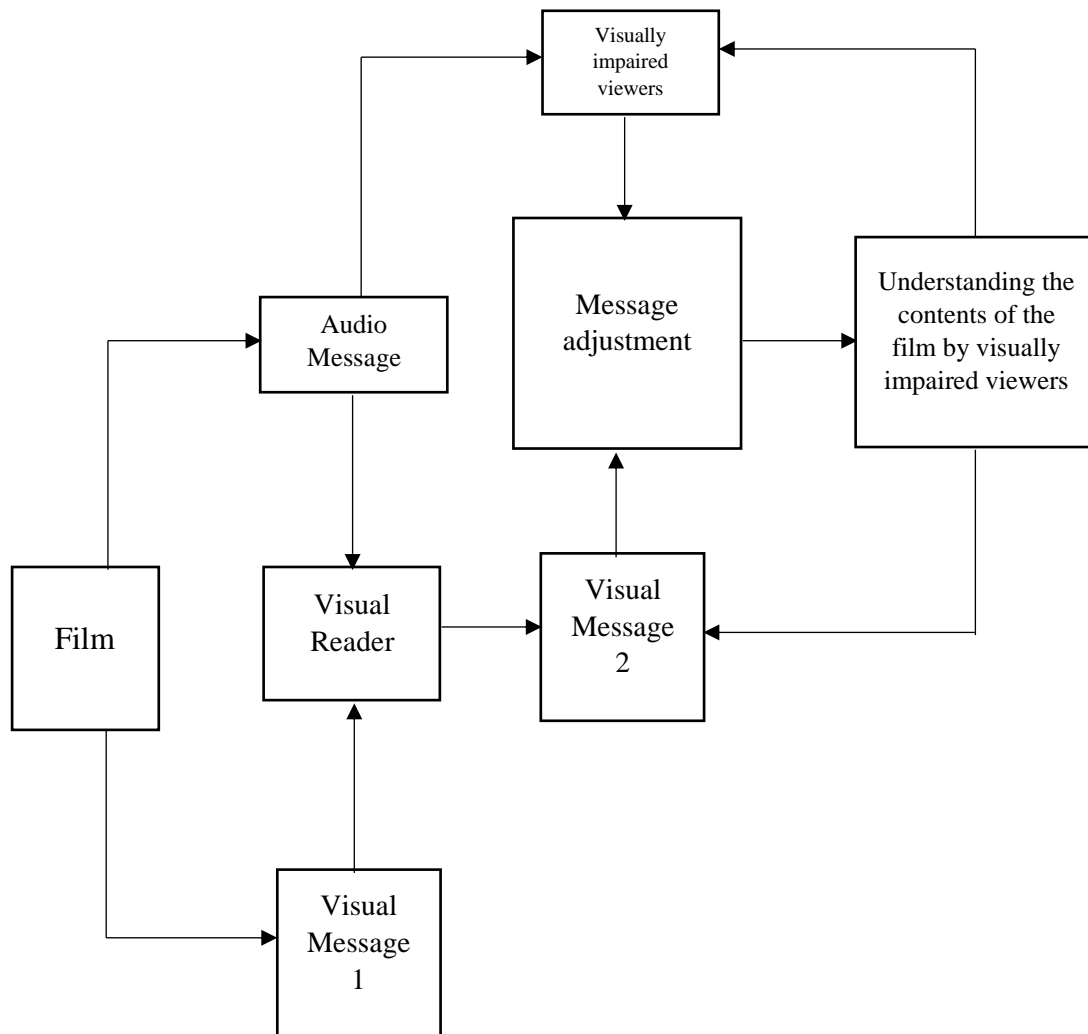 Visually
impaired
viewers
Message
adjustment
Understanding the
contents of the
film by visually
impaired viewers
Audio
Message
Film
Visual
Reader
Visual
Message
2
Visual
Message
1